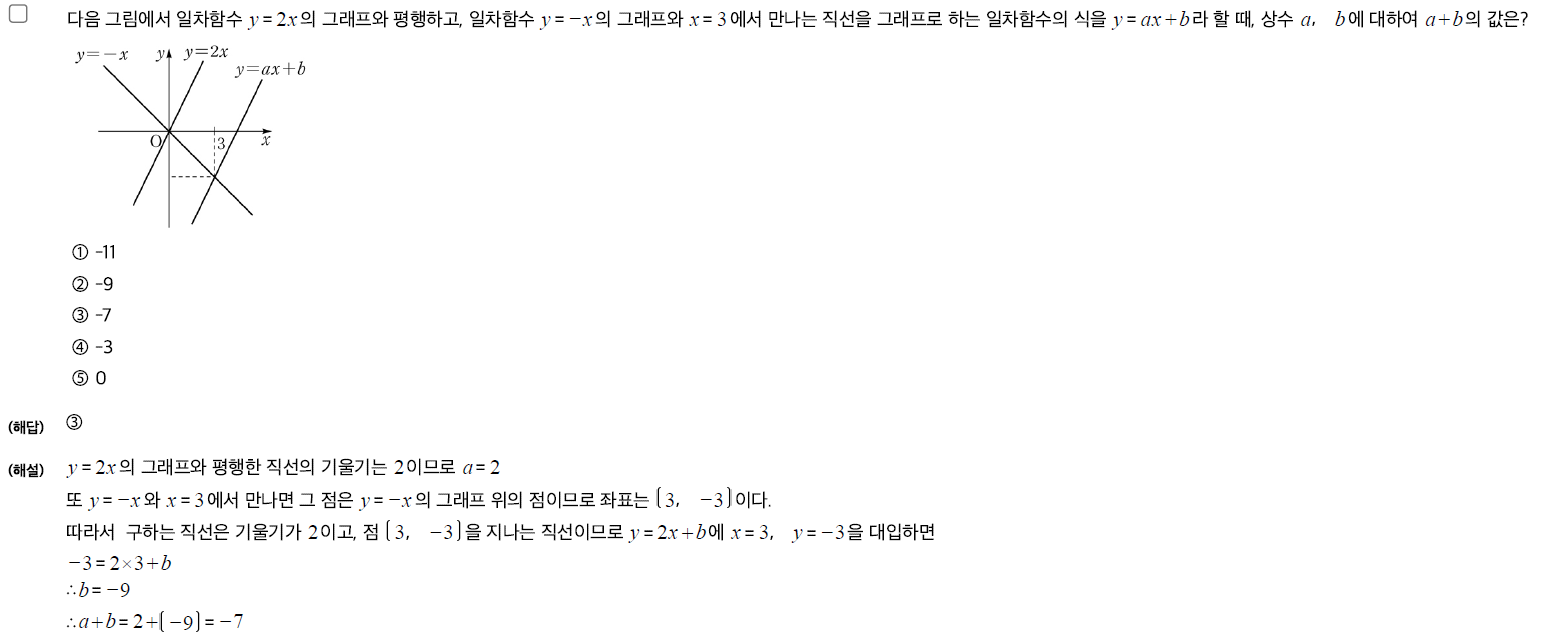 다음 그림에서 일차함수 y=2x의 그래프와 평행하고, 일차함수 y=-x의 그래프와 x=3에서 만나는 직선을 그래프로 하는 일차함수의 식을 y=ax+b라 할 때, 상수 a, b에 대하여 a+b의 값은?
y=-x y y=2x
y=ax+b
O 3 x
① -11
② -9
③ -7
④ -3
⑤ 0
(해답) ③
(해설) y=2x의 그래프와 평행한 직선의 기울기는 2이므로 a=2
또 y=-x와 x=3에서 만나면 그 점은 y=-x의 그래프 위의 점이므로 좌표는 (3, -3)이다.
따라서 구하는 직선은 기울기가 2이고, 점 (3, -3)을 지나는 직선이므로 y=2x+b에 x=3, y=-3을 대입하면
-3=2×3+b
∴b=-9
∴a+b=2+(-9)=-7